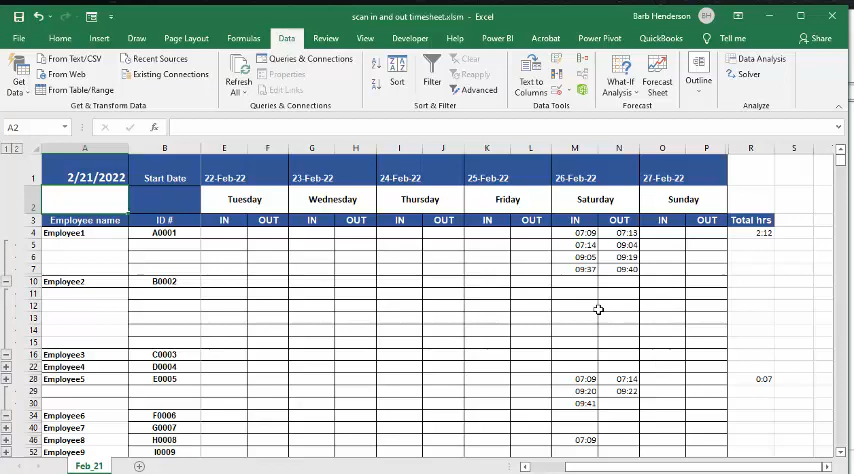 scan in and out timesheet.xlsm - Excel
Barb Henderson BH
File Home Insert Draw Page Layout Formulas Data Review View Developer Help Power BI Acrobat Power Pivot QuickBooks Tell me Share
Get Data
From Text/CSV
From Web
From Table/Range
Recent Sources
Existing Connections
Get & Transform Data
Refresh All
Queries & Connections
Properties
Edit Links
Queries & Connections
Sort
Filter
Clear
Reapply
Advanced
Sort & Filter
Text to Columns
Data Tools
What-If Analysis
Forecast Sheet
Forecast
Outline
Data Analysis
Solver
Analyze
A2 fx
1 2 A B E F G H I J K L M N O P R S T
1 2/21/2022 Start Date 22-Feb-22 23-Feb-22 24-Feb-22 25-Feb-22 26-Feb-22 27-Feb-22
2 Tuesday Wednesday Thursday Friday Saturday Sunday
3 Employee name ID # IN OUT IN OUT IN OUT IN OUT IN OUT IN OUT Total hrs
4 Employee1 A0001 07:09 07:13 2:12
5 07:14 09:04
6 09:05 09:19
7 09:37 09:40
10 Employee2 B0002
11
12
13
14
15
16 Employee3 C0003
22 Employee4 D0004
28 Employee5 E0005 07:09 07:14 0:07
29 09:20 09:22
30 09:41
34 Employee6 F0006
40 Employee7 G0007
46 Employee8 H0008 07:09
52 Employee9 I0009
Feb_21